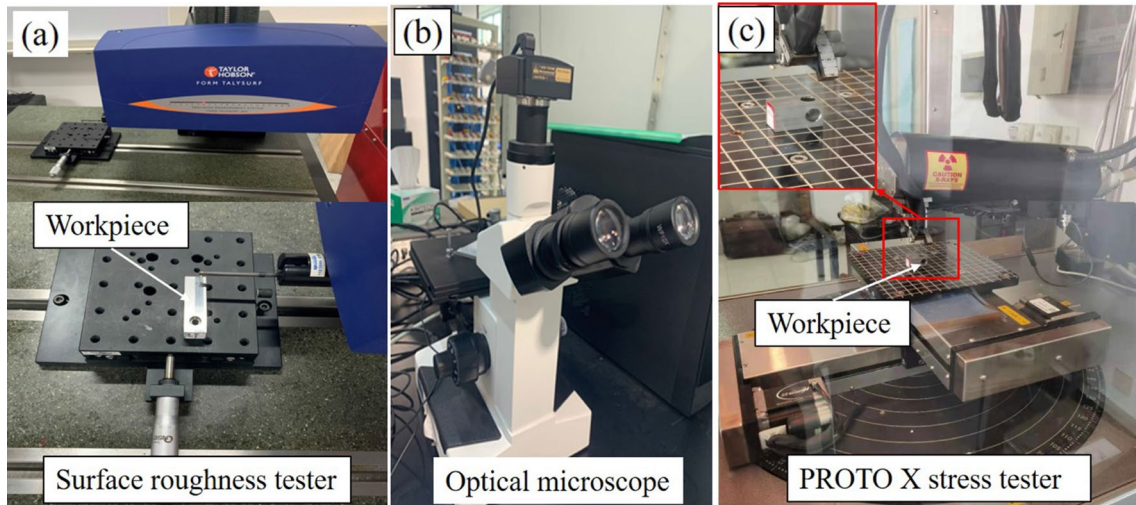 (a)
TAYLOR
HOBSON
FORM TALYSURF
Workpiece
Surface roughness tester
(b)
Optical microscope
(c)
CAUTION
X-RAYS
Workpiece
PROTO X stress tester